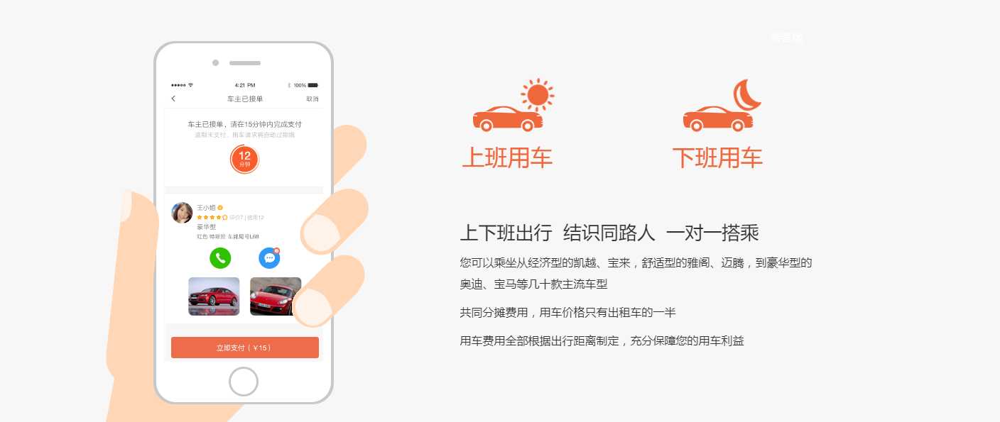 乘客版
4:21 PM
100%
车主已接单
取消
车主已接单，请在15分钟内完成支付
逾期未支付，用车请求将自动过期哦
12
分钟
王小姐
评价7 | 信用12
豪华型
红色 特斯拉 车牌尾号L68
立即支付（￥15）
上班用车
下班用车
上下班出行 结识同路人 一对一搭乘
您可以乘坐从经济型的凯越、宝来，舒适型的雅阁、迈腾，到豪华型的
奥迪、宝马等几十款主流车型
共同分摊费用，用车价格只有出租车的一半
用车费用全部根据出行距离制定，充分保障您的用车利益